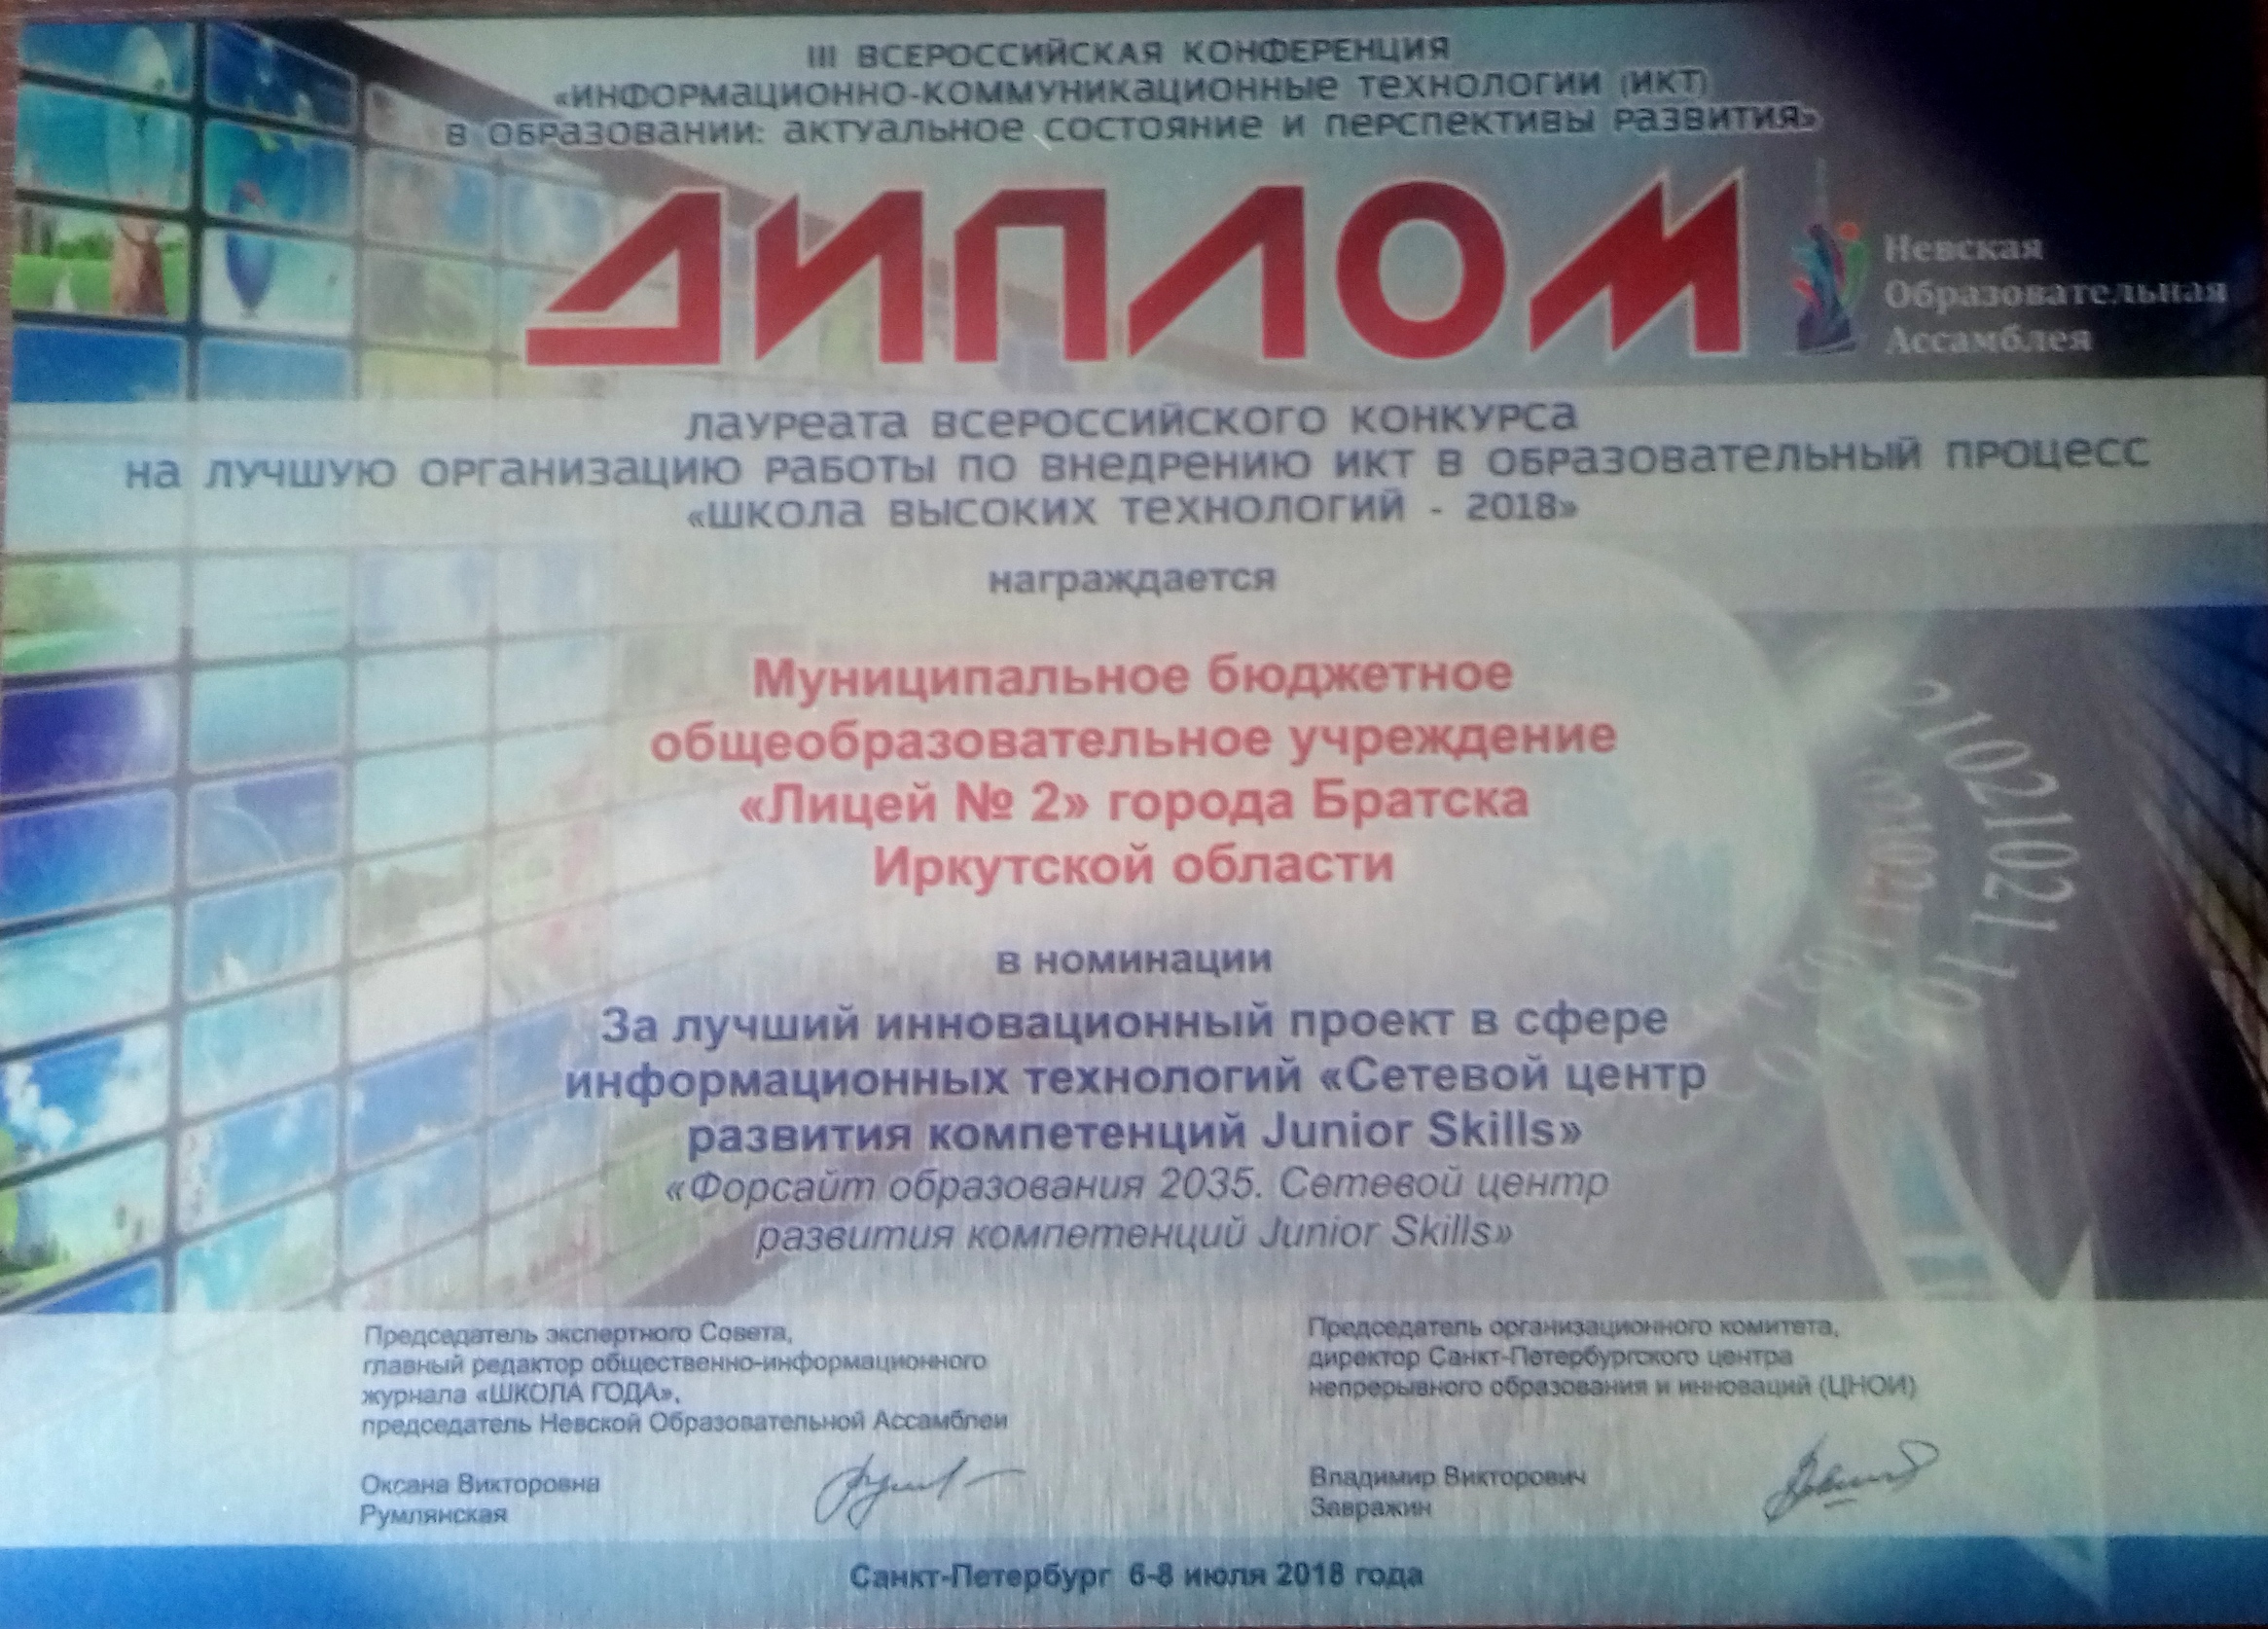 III ВСЕРОССИЙСКАЯ КОНФЕРЕНЦИЯ
«ИНФОРМАЦИОННО-КОММУНИКАЦИОННЫЕ ТЕХНОЛОГИИ (ИКТ)
В ОБРАЗОВАНИИ: АКТУАЛЬНОЕ СОСТОЯНИЕ И ПЕРСПЕКТИВЫ РАЗВИТИЯ»
ДИПЛОМ
Невская
Образовательная
Ассамблея
ЛАУРЕАТА ВСЕРОССИЙСКОГО КОНКУРСА
НА ЛУЧШУЮ ОРГАНИЗАЦИЮ РАБОТЫ ПО ВНЕДРЕНИЮ ИКТ В ОБРАЗОВАТЕЛЬНЫЙ ПРОЦЕСС
«ШКОЛА ВЫСОКИХ ТЕХНОЛОГИЙ - 2018»
награждается
Муниципальное бюджетное
общеобразовательное учреждение
«Лицей № 2» города Братска
Иркутской области
в номинации
За лучший инновационный проект в сфере
информационных технологий «Сетевой центр
развития компетенций Junior Skills»
«Форсайт образования 2035. Сетевой центр
развития компетенций Junior Skills»
Председатель экспертного Совета,
главный редактор общественно-информационного
журнала «ШКОЛА ГОДА»,
председатель Невской Образовательной Ассамблеи
Оксана Викторовна
Румлянская
Председатель организационного комитета,
директор Санкт-Петербургского центра
непрерывного образования и инноваций (ЦНОИ)
Владимир Викторович
Завражин
Санкт-Петербург 6-8 июля 2018 года